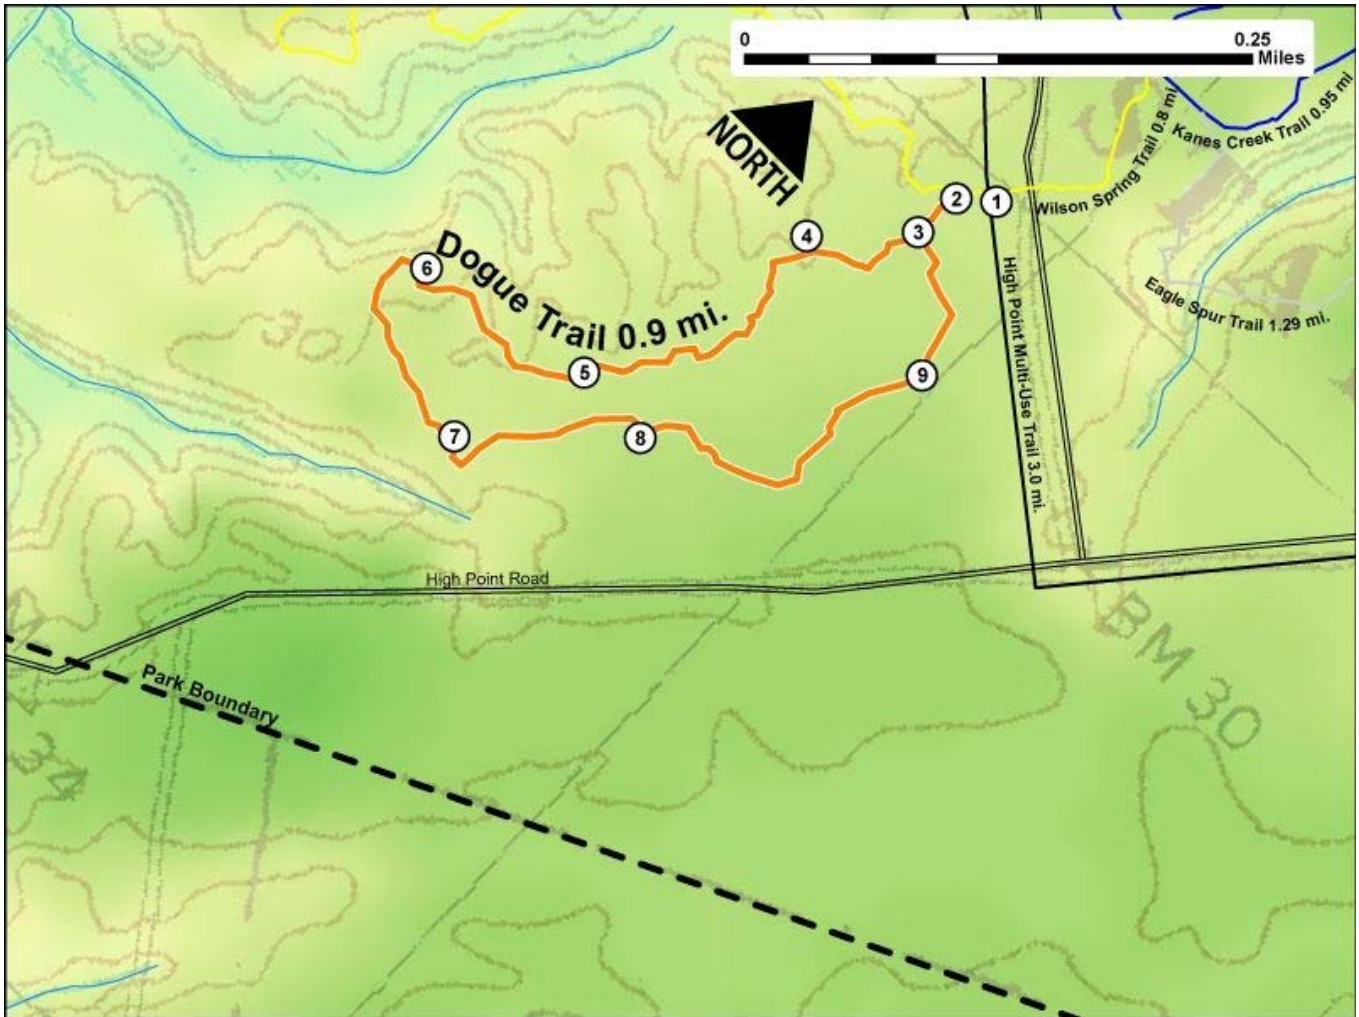 0 0.25
Miles
NORTH
Kanes Creek Trail 0.95 mi
Wilson Spring Trail 0.8 mi
2
1
3
4
Dogue Trail 0.9 mi.
6
High Point Multi-Use Trail 3.0 mi.
Eagle Spur Trail 1.29 mi.
30
5
9
7
8
High Point Road
BM 30
Park Boundary
34